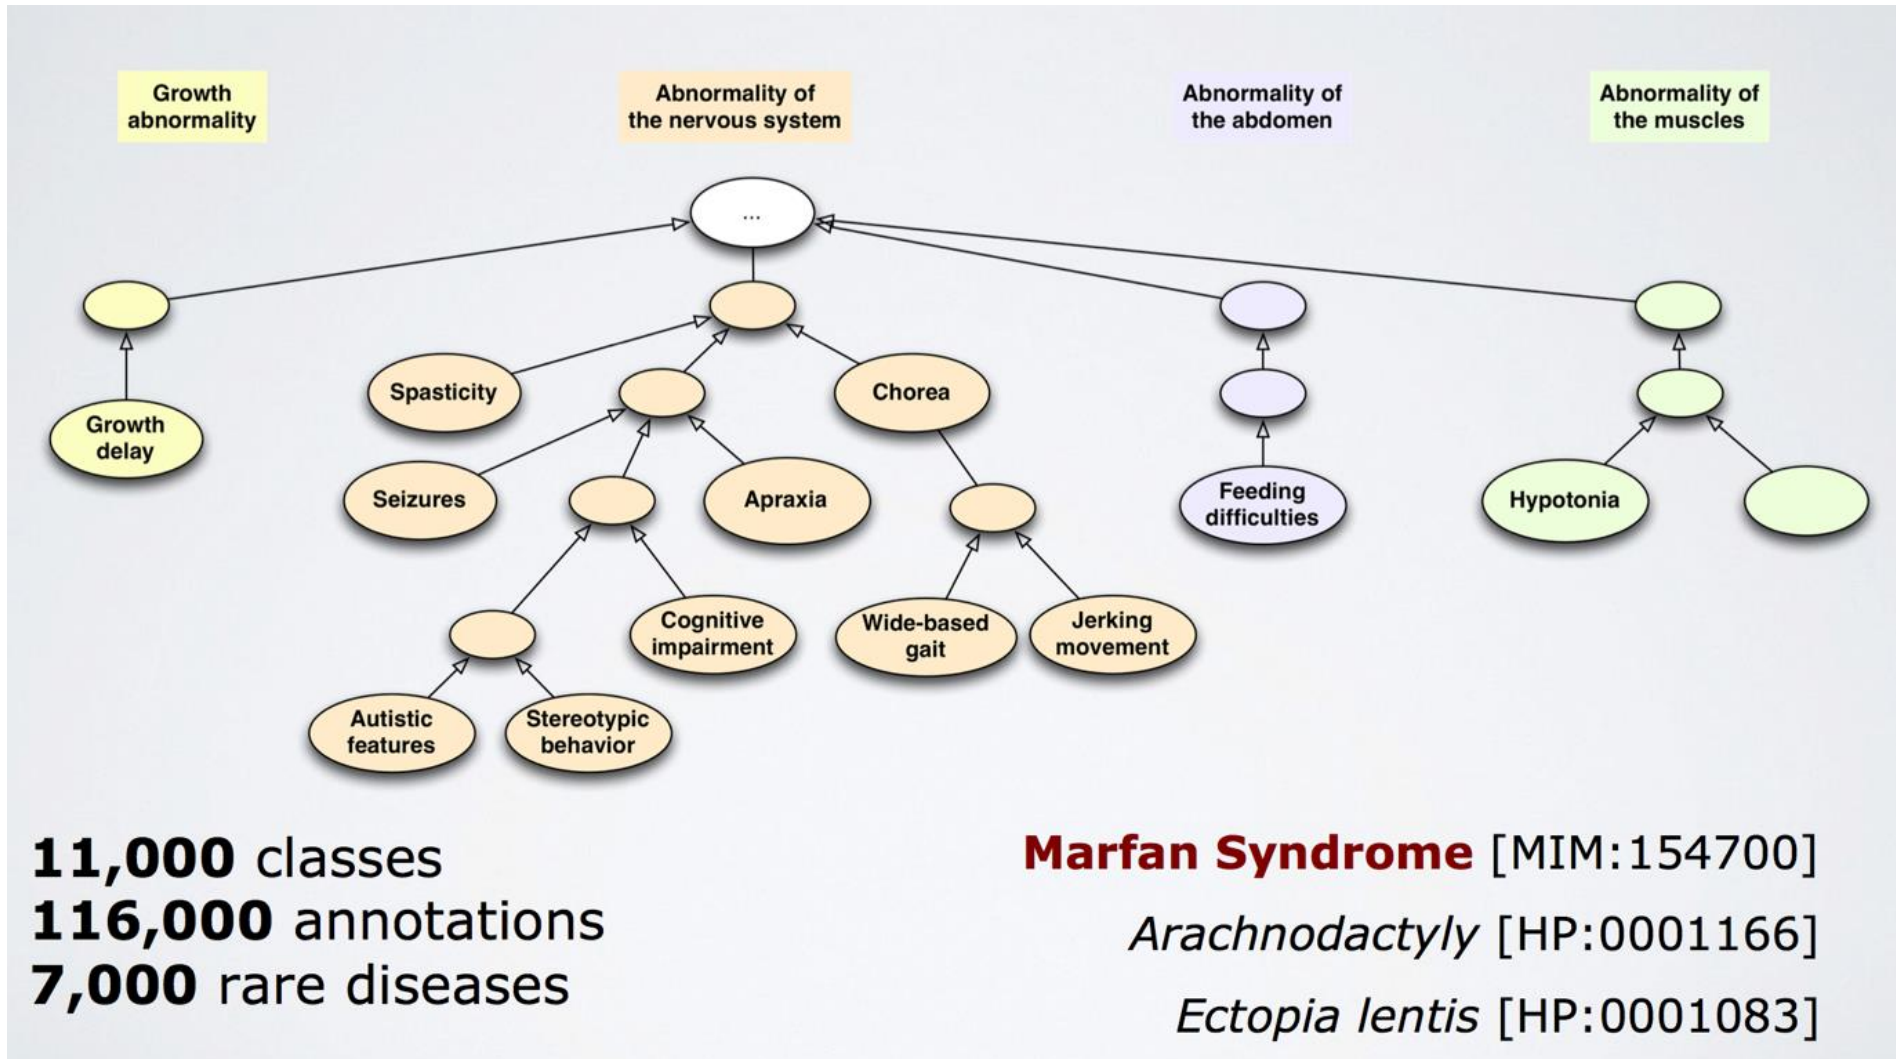 Growth
abnormality
Abnormality of
the nervous system
Abnormality of
the abdomen
Abnormality of
the muscles
...
Spasticity
Chorea
Growth
delay
Seizures
Apraxia
Feeding
difficulties
Hypotonia
Cognitive
impairment
Wide-based
gait
Jerking
movement
Autistic
features
Stereotypic
behavior
11,000 classes
116,000 annotations
7,000 rare diseases
Marfan Syndrome [MIM:154700]
Arachnodactyly [HP:0001166]
Ectopia lentis [HP:0001083]